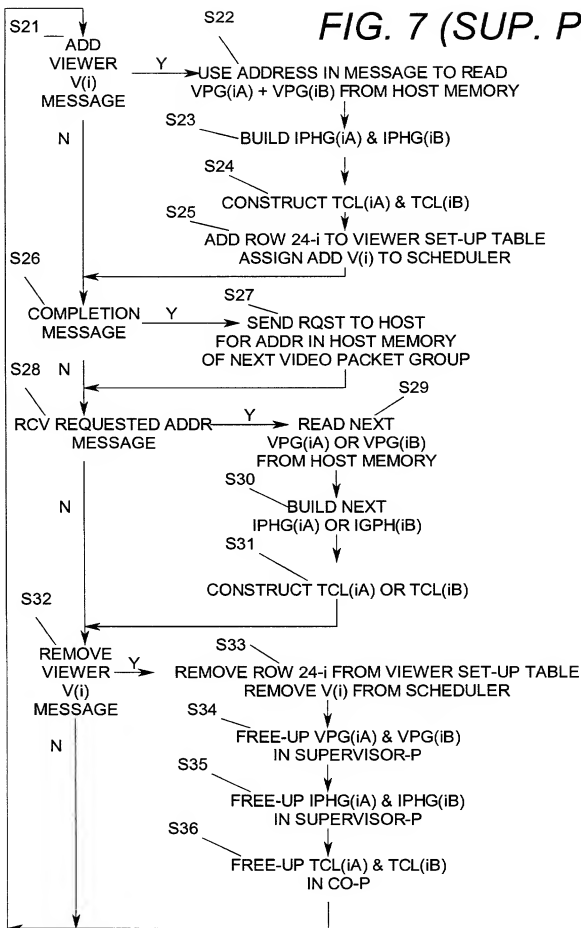 FIG. 7 (SUP. P
S21
ADD
VIEWER
V(i)
MESSAGE
Y
N
S22
USE ADDRESS IN MESSAGE TO READ
VPG(iA) + VPG(iB) FROM HOST MEMORY
S23
BUILD IPHG(iA) & IPHG(iB)
S24
CONSTRUCT TCL(iA) & TCL(iB)
S25
ADD ROW 24-i TO VIEWER SET-UP TABLE
ASSIGN ADD V(i) TO SCHEDULER
S26
COMPLETION
MESSAGE
Y
N
S27
SEND RQST TO HOST
FOR ADDR IN HOST MEMORY
OF NEXT VIDEO PACKET GROUP
S28
RCV REQUESTED ADDR
MESSAGE
Y
N
S29
READ NEXT
VPG(iA) OR VPG(iB)
FROM HOST MEMORY
S30
BUILD NEXT
IPHG(iA) OR IGPH(iB)
S31
CONSTRUCT TCL(iA) OR TCL(iB)
S32
REMOVE
VIEWER
V(i)
MESSAGE
Y
N
S33
REMOVE ROW 24-i FROM VIEWER SET-UP TABLE
REMOVE V(i) FROM SCHEDULER
S34
FREE-UP VPG(iA) & VPG(iB)
IN SUPERVISOR-P
S35
FREE-UP IPHG(iA) & IPHG(iB)
IN SUPERVISOR-P
S36
FREE-UP TCL(iA) & TCL(iB)
IN CO-P